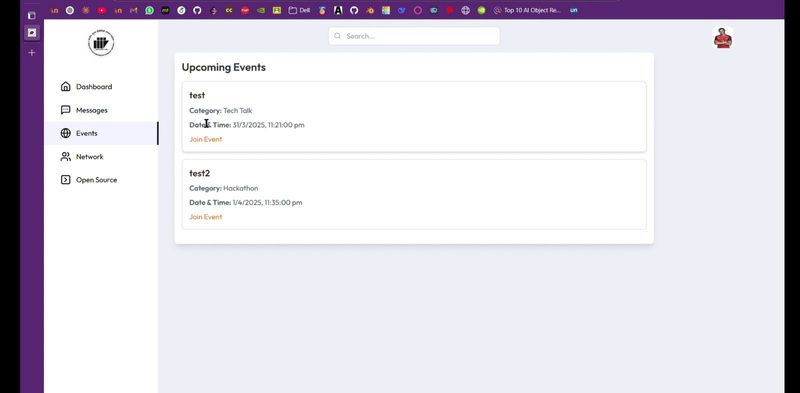 Dell
Top 10 AI Object Re...
Search...
Dashboard
Messages
Events
Network
Open Source
Upcoming Events
test
Category: Tech Talk
Date & Time: 31/3/2025, 11:21:00 pm
Join Event
test2
Category: Hackathon
Date & Time: 1/4/2025, 11:35:00 pm
Join Event